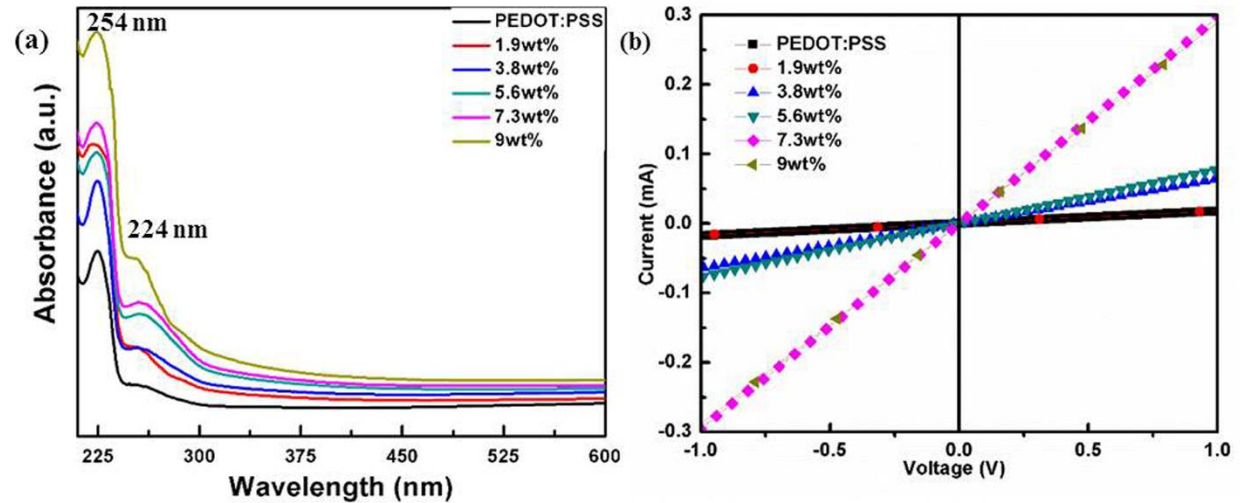 (a)
254 nm
224 nm
PEDOT:PSS
1.9wt%
3.8wt%
5.6wt%
7.3wt%
9wt%
Absorbance (a.u.)
225 300 375 450 525 600
Wavelength (nm)
(b)
PEDOT:PSS
1.9wt%
3.8wt%
5.6wt%
7.3wt%
9wt%
Current (mA)
0.3
0.2
0.1
0.0
-0.1
-0.2
-0.3
-1.0 -0.5 0.0 0.5 1.0
Voltage (V)